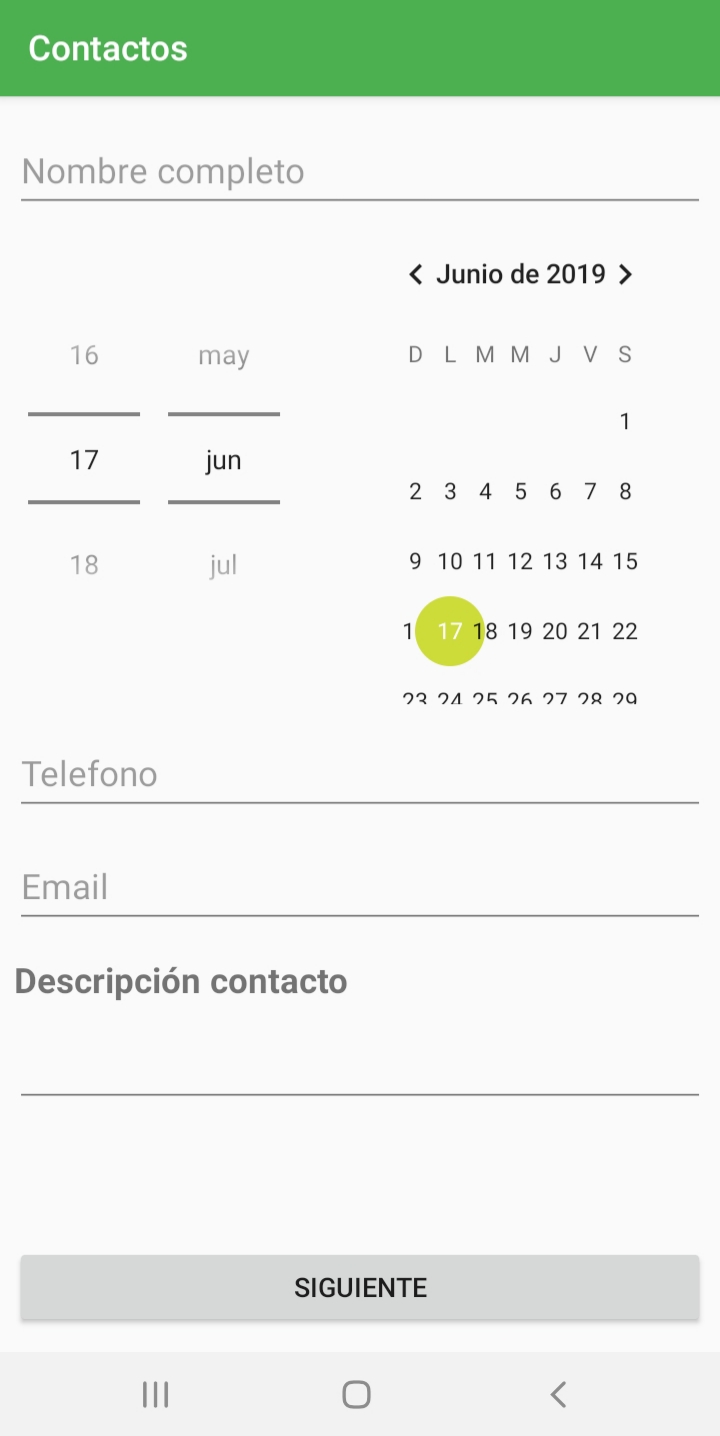 Contactos
Nombre completo
Junio de 2019
16 may
17 jun
18 jul
D L M M J V S
1
2 3 4 5 6 7 8
9 10 11 12 13 14 15
1 17 18 19 20 21 22
23 24 25 26 27 28 29
Telefono
Email
Descripción contacto
SIGUIENTE